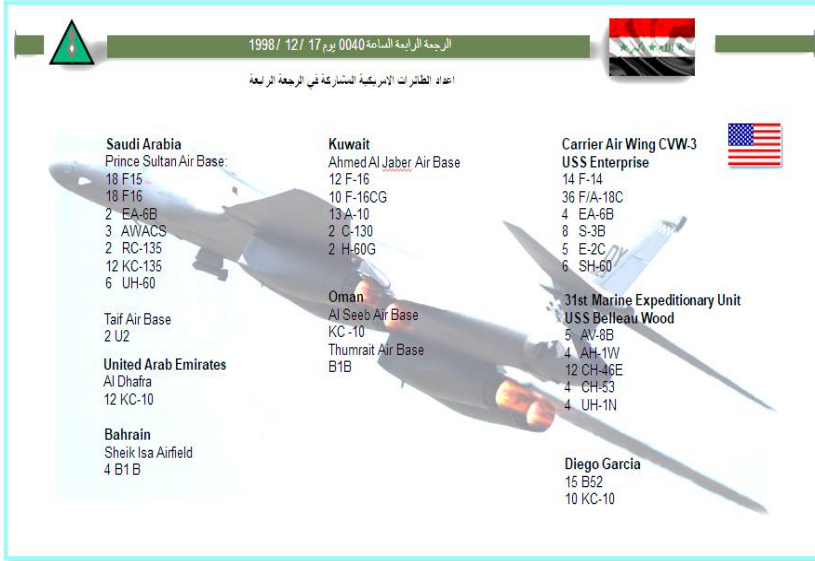 الرجعة الرابعة الساعة 0040 يوم 17 / 12 / 1998
اعداد الطائرات الامريكية المشاركة في الرجعة الرابعة
Saudi Arabia
Prince Sultan Air Base:
18 F15
18 F16
2 EA-6B
3 AWACS
2 RC-135
12 KC-135
6 UH-60
Taif Air Base
2 U2
United Arab Emirates
Al Dhafra
12 KC-10
Bahrain
Sheik Isa Airfield
4 B1 B
Kuwait
Ahmed Al Jaber Air Base
12 F-16
10 F-16CG
13 A-10
2 C-130
2 H-60G
Oman
Al Seeb Air Base
KC -10
Thumrait Air Base
B1B
Carrier Air Wing CVW-3
USS Enterprise
14 F-14
36 F/A-18C
4 EA-6B
8 S-3B
5 E-2C
6 SH-60
31st Marine Expeditionary Unit
USS Belleau Wood
5 AV-8B
4 AH-1W
12 CH-46E
4 CH-53
4 UH-1N
Diego Garcia
15 B52
10 KC-10